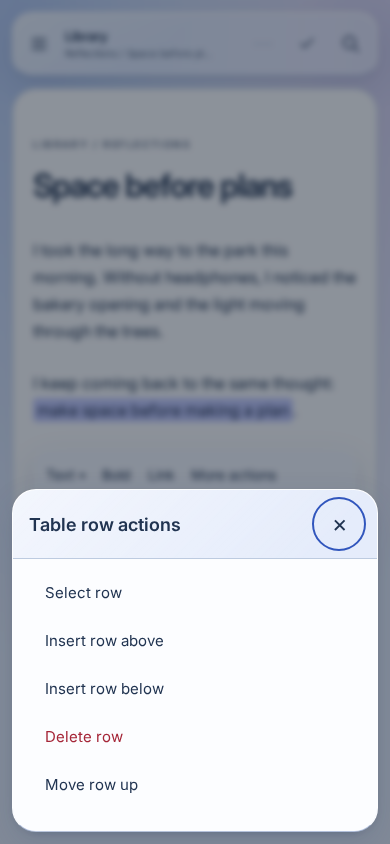 Library
LIBRARY / REFLECTIONS
Space before plans
I took the long way to the park this
morning. Without headphones, I noticed the
bakery opening and the light moving
through the trees.
I keep coming back to the same thought:
make space before making a plan.
Text Bold Link More actions
Table row actions
Select row
Insert row above
Insert row below
Delete row
Move row up